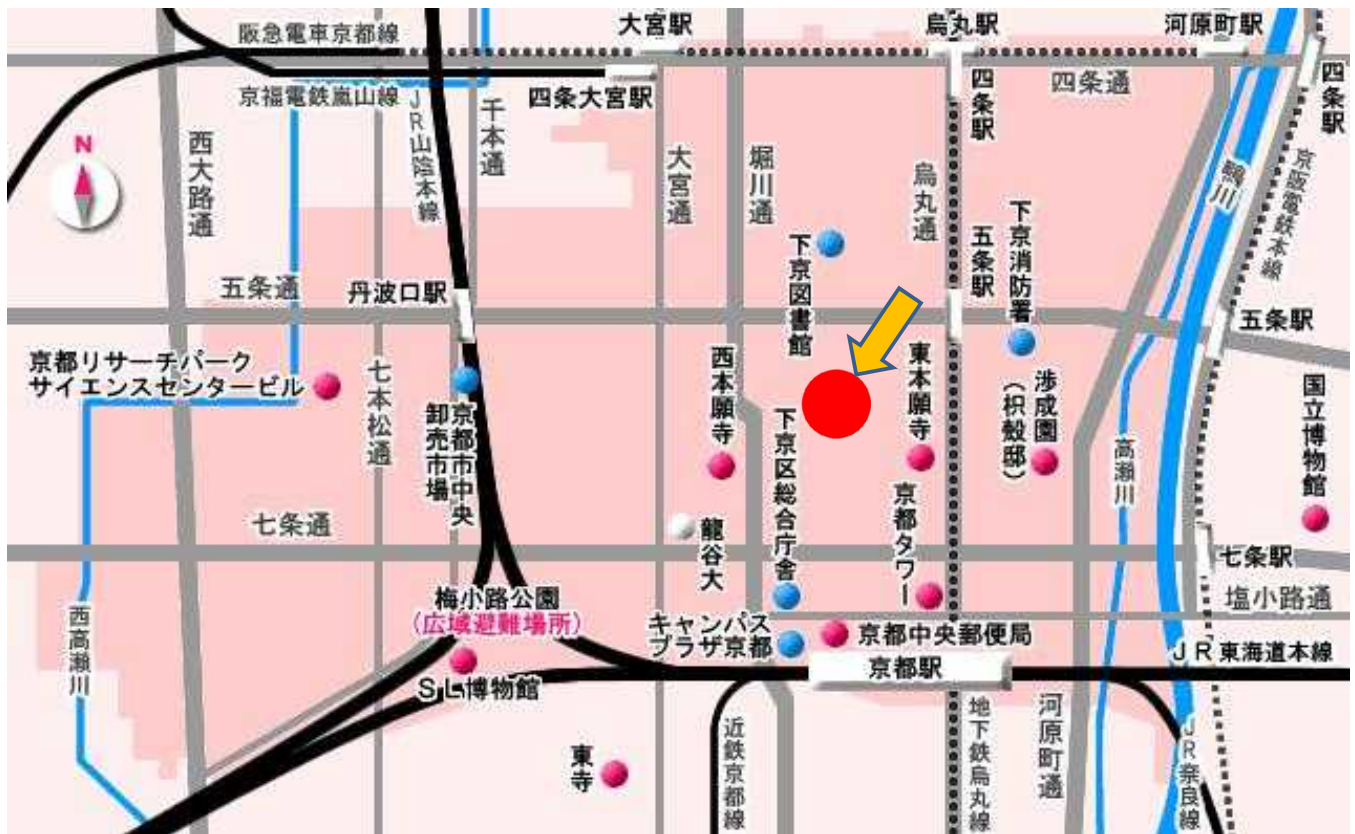 阪急電車京都線
大宮駅
烏丸駅
河原町駅
京福電鉄嵐山線
四条大宮駅
四条駅
四条通
四条駅
N
西大路通
JR山陰本線
千本通
大宮通
堀川通
烏丸通
鴨川
京阪電鉄本線
下京図書館
五条駅
下京消防署
五条通
丹波口駅
五条駅
京都リサーチパーク
サイエンスセンタービル
七本松通
京都市中央
卸売市場
西本願寺
東本願寺
渉成園
(枳殻邸)
高瀬川
国立博物館
下京区総合庁舎
京都タワー
七条通
龍谷大
七条駅
塩小路通
西高瀬川
梅小路公園
(広域避難場所)
キャンパス
プラザ京都
京都中央郵便局
JR東海道本線
京都駅
SL博物館
東寺
近鉄京都線
地下鉄烏丸線
河原町通
JR奈良線